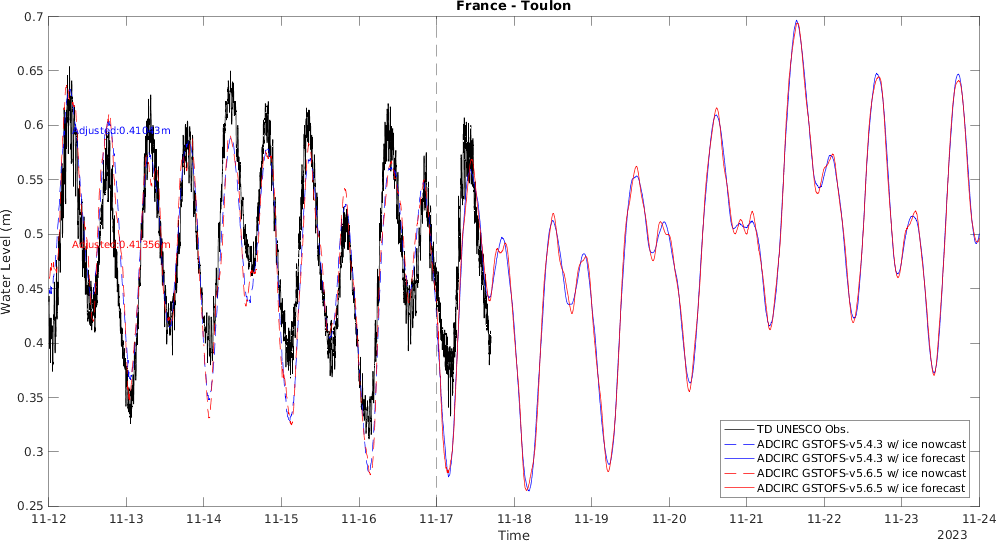 France - Toulon
0.7
0.65
0.6
0.55
0.5
0.45
0.4
0.35
0.3
0.25
Water Level (m)
Adjusted:0.41
Adjusted:0.41356m
TD UNESCO Obs.
ADCIRC GSTOFS-v5.4.3 w/ ice nowcast
ADCIRC GSTOFS-v5.4.3 w/ ice forecast
ADCIRC GSTOFS-v5.6.5 w/ ice nowcast
ADCIRC GSTOFS-v5.6.5 w/ ice forecast
11-12 11-13 11-14 11-15 11-16 11-17 11-18 11-19 11-20 11-21 11-22 11-23 11-24
Time
2023